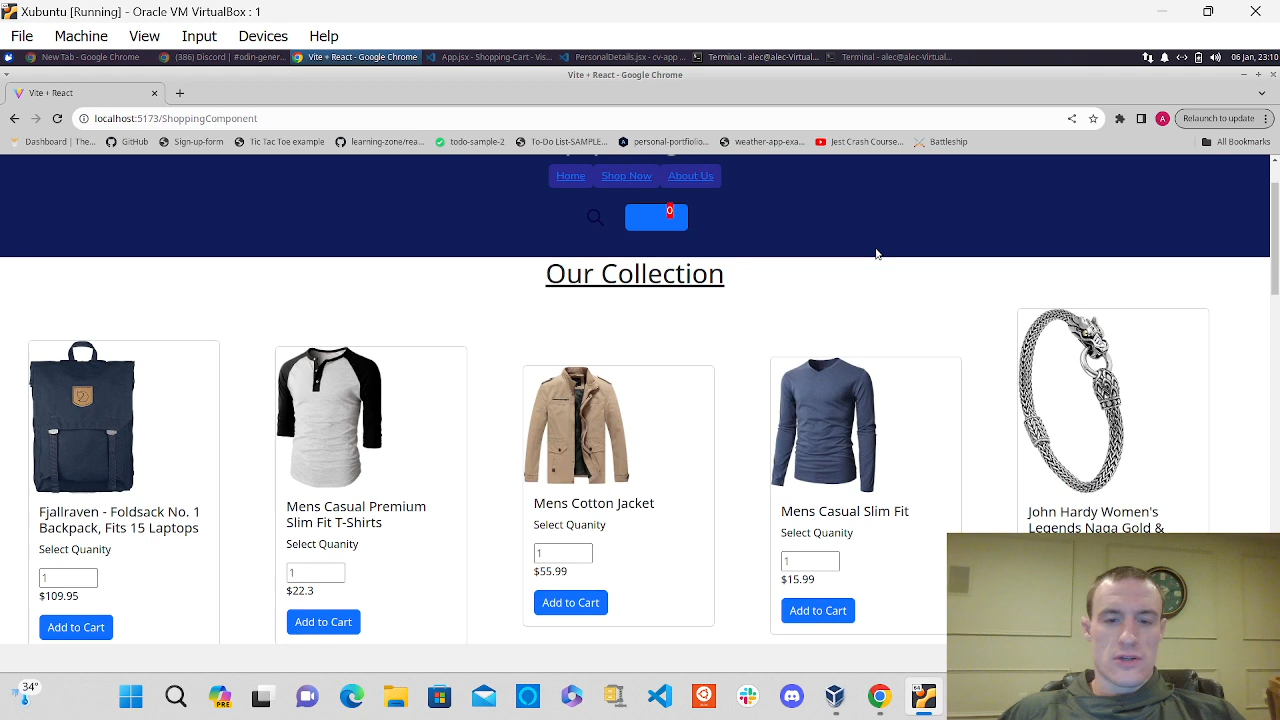 Xubuntu [Running] - Oracle VM VirtualBox : 1
File Machine View Input Devices Help
New Tab - Google Chrome
(386) Discord | #odin-gener...
Vite + React - Google Chrome
App.jsx - Shopping-Cart - Vis...
PersonalDetails.jsx - cv-app ...
Terminal - alec@alec-Virtual...
Terminal - alec@alec-Virtual...
06 Jan, 23:10
Vite + React - Google Chrome
Vite + React
localhost:5173/ShoppingComponent
A
Relaunch to update
Dashboard | The...
GitHub
Sign-up-form
Tic Tac Toe example
learning-zone/rea...
todo-sample-2
To-Do List-SAMPLE...
personal-portfiolio...
weather-app-exa...
Jest Crash Course...
Battleship
All Bookmarks
Home
Shop Now
About Us
0
Our Collection
Fjallraven - Foldsack No. 1
Backpack, Fits 15 Laptops
Select Quanity
1
$109.95
Add to Cart
Mens Casual Premium
Slim Fit T-Shirts
Select Quanity
1
$22.3
Add to Cart
Mens Cotton Jacket
Select Quanity
1
$55.99
Add to Cart
Mens Casual Slim Fit
Select Quanity
1
$15.99
Add to Cart
John Hardy Women's
Legends Naga Gold &
34°
PRE
64